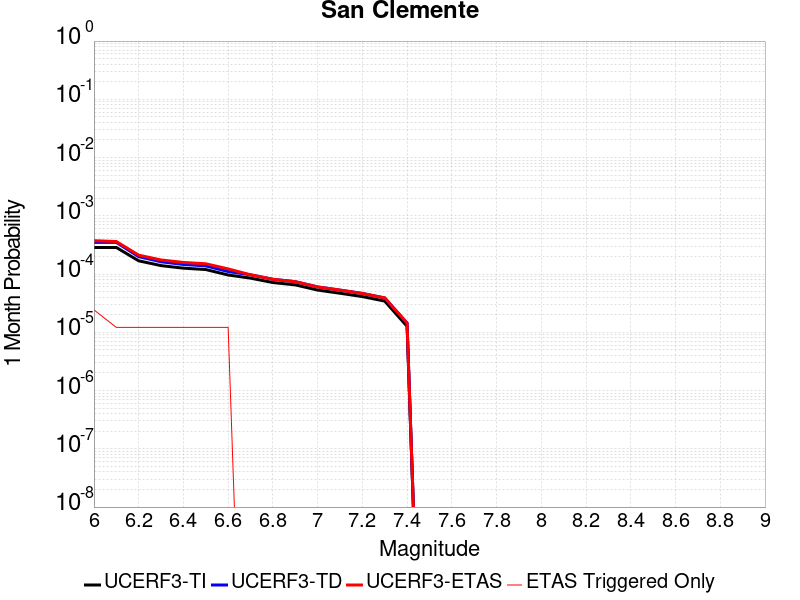 San Clemente
10^0
10^-1
10^-2
10^-3
10^-4
10^-5
10^-6
10^-7
10^-8
1 Month Probability
6 6.2 6.4 6.6 6.8 7 7.2 7.4 7.6 7.8 8 8.2 8.4 8.6 8.8 9
Magnitude
UCERF3-TI UCERF3-TD UCERF3-ETAS ETAS Triggered Only